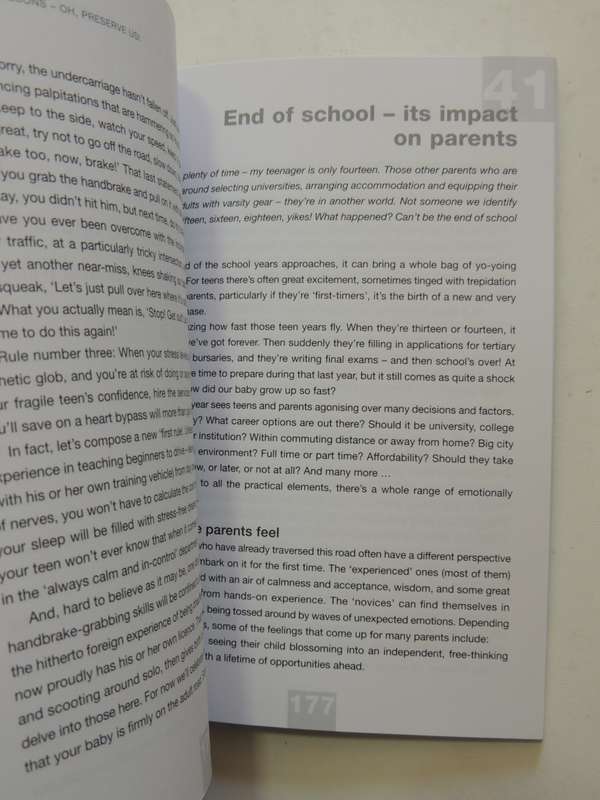 ONS – OH, PRESERVE US!
orry, the undercarriage hasn't fallen off
ncing palpitations that are hammering
eep to the side, watch your speed,
reat, try not to go off the road, slow down
ake too, now, brake!' That last statement
you grab the handbrake and pull on it
ay, you didn't hit him, but next time,
ve you ever been overcome with the
traffic, at a particularly tricky
yet another near-miss, knees shaking
squeak, 'Let's just pull over here
What you actually mean is, 'Stop! Get out
me to do this again!'
Rule number three: When your stress
netic glob, and you're at risk of doing
ur fragile teen's confidence, hire the
u'll save on a heart bypass will more than
In fact, let's compose a new 'first rule'.
xperience in teaching beginners to drive
with his or her own training vehicle) from
of nerves, you won't have to calculate the
your sleep will be filled with stress-free
your teen won't ever know that when it
in the 'always calm and in-control'
And, hard to believe as it may be,
handbrake-grabbing skills will be
the hitherto foreign experience of being
now proudly has his or her own licence
and scooting around solo, then gives
delve into those here. For now we'll
that your baby is firmly on the adult
41
End of school – its impact
on parents
plenty of time – my teenager is only fourteen. Those other parents who are
around selecting universities, arranging accommodation and equipping their
dults with varsity gear – they're in another world. Not someone we identify
ifteen, sixteen, eighteen, yikes! What happened? Can't be the end of school
d of the school years approaches, it can bring a whole bag of yo-yoing
For teens there's often great excitement, sometimes tinged with trepidation
parents, particularly if they're 'first-timers', it's the birth of a new and very
hase.
zing how fast those teen years fly. When they're thirteen or fourteen, it
we've got forever. Then suddenly they're filling in applications for tertiary
bursaries, and they're writing final exams – and then school's over! At
e time to prepare during that last year, but it still comes as quite a shock
ow did our baby grow up so fast?
year sees teens and parents agonising over many decisions and factors.
y? What career options are out there? Should it be university, college
r institution? Within commuting distance or away from home? Big city
environment? Full time or part time? Affordability? Should they take
ow, or later, or not at all? And many more …
to all the practical elements, there's a whole range of emotionally
e parents feel
who have already traversed this road often have a different perspective
embark on it for the first time. The 'experienced' ones (most of them)
d with an air of calmness and acceptance, wisdom, and some great
from hands-on experience. The 'novices' can find themselves in
, being tossed around by waves of unexpected emotions. Depending
s, some of the feelings that come up for many parents include:
seeing their child blossoming into an independent, free-thinking
th a lifetime of opportunities ahead.
177